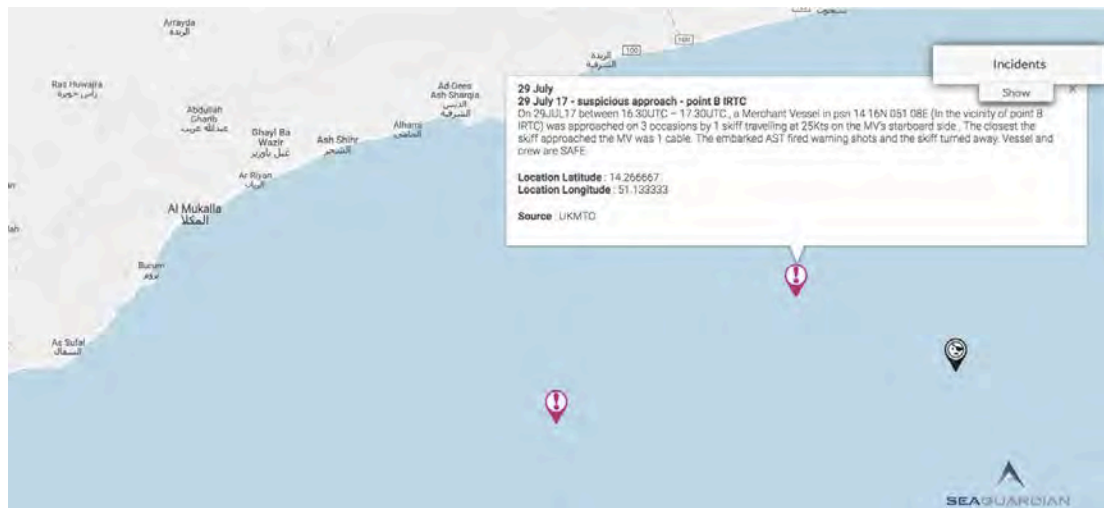 Arrayda
الريدة
Ras Huwajra
Abdullah
Gharib
عبدالله غريب
Ghayl Ba
Wazir
غيل باوزير
Ash Shihr
الشحر
Alhami
الحامي
Ad-Dees
Ash Sharqia
الديس
الشرقية
الريدة
الشرقية
100
100
Ar Riyan
الريان
Al Mukalla
المكلا
Burum
بروم
As Sufal
السفال
Incidents
Show
×
29 July
29 July 17 - suspicious approach - point B IRTC
On 29JUL17 between 16.30UTC – 17.30UTC , a Merchant Vessel in psn 14 16N 051 08E (In the vicinity of point B
IRTC) was approached on 3 occasions by 1 skiff travelling at 25Kts on the MV's starboard side . The closest the
skiff approached the MV was 1 cable. The embarked AST fired warning shots and the skiff turned away. Vessel and
crew are SAFE
Location Latitude : 14.266667
Location Longitude : 51.133333
Source : UKMTO
SEAGUARDIAN